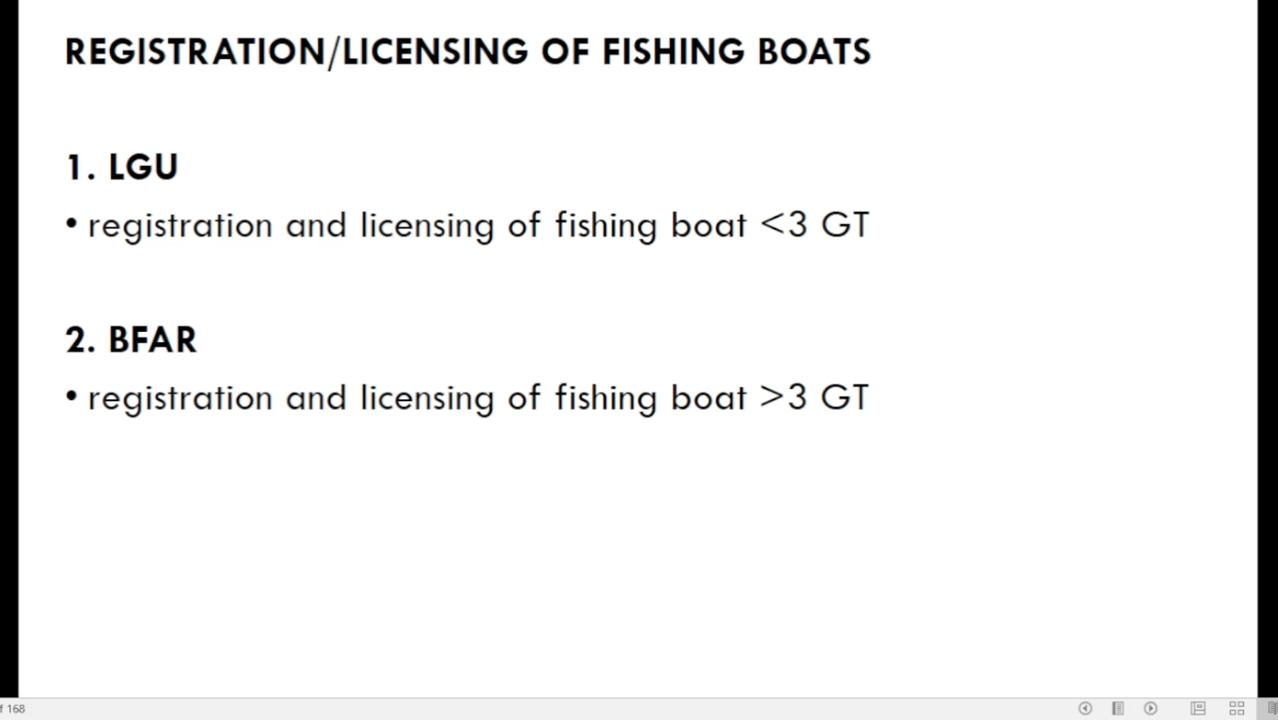 REGISTRATION/LICENSING OF FISHING BOATS
1. LGU
• registration and licensing of fishing boat <3 GT
2. BFAR
• registration and licensing of fishing boat >3 GT
f 168